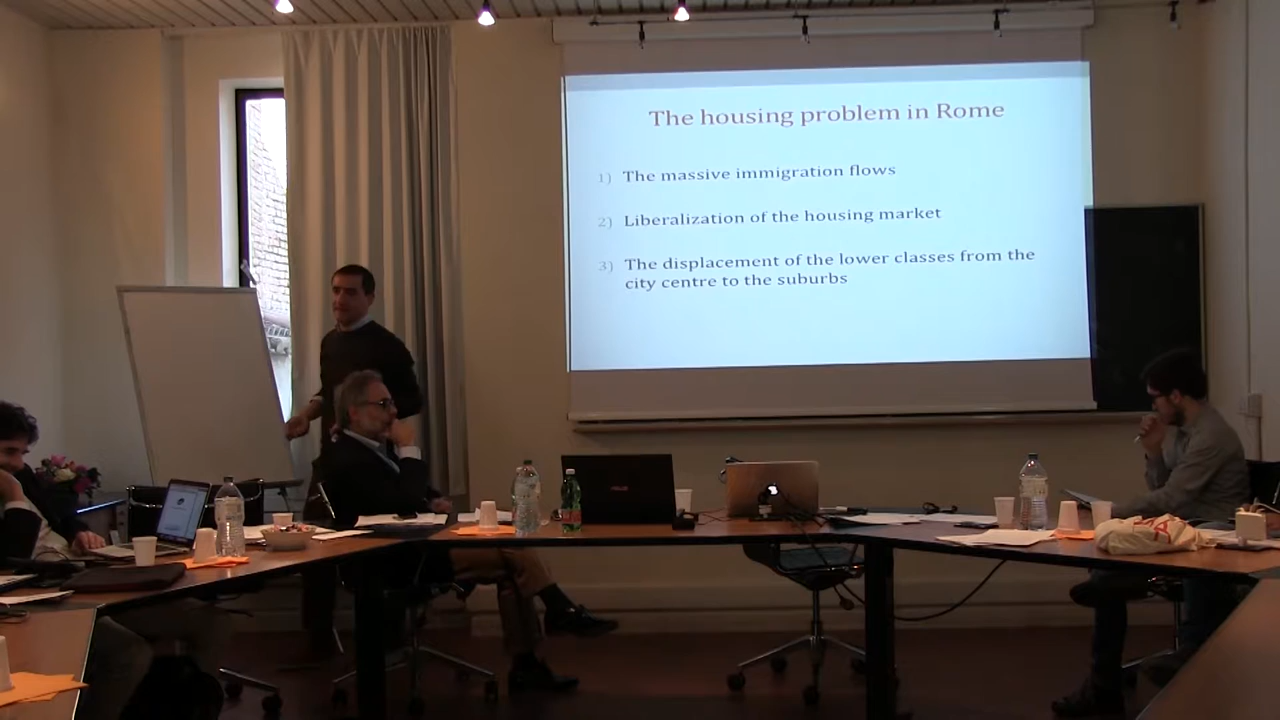 The housing problem in Rome
1) The massive immigration flows
2) Liberalization of the housing market
3) The displacement of the lower classes from the
city centre to the suburbs